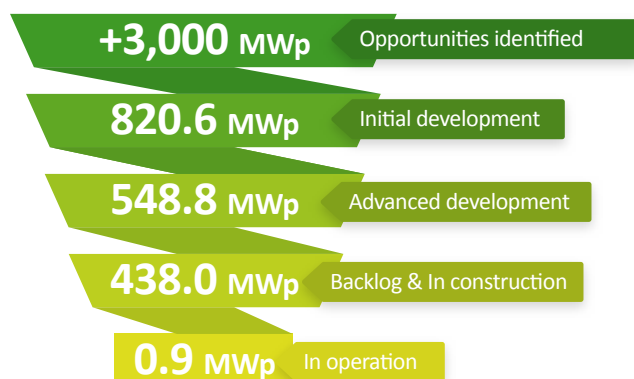 +3,000 MWp Opportunities identified
820.6 MWp Initial development
548.8 MWp Advanced development
438.0 MWp Backlog & In construction
0.9 MWp In operation